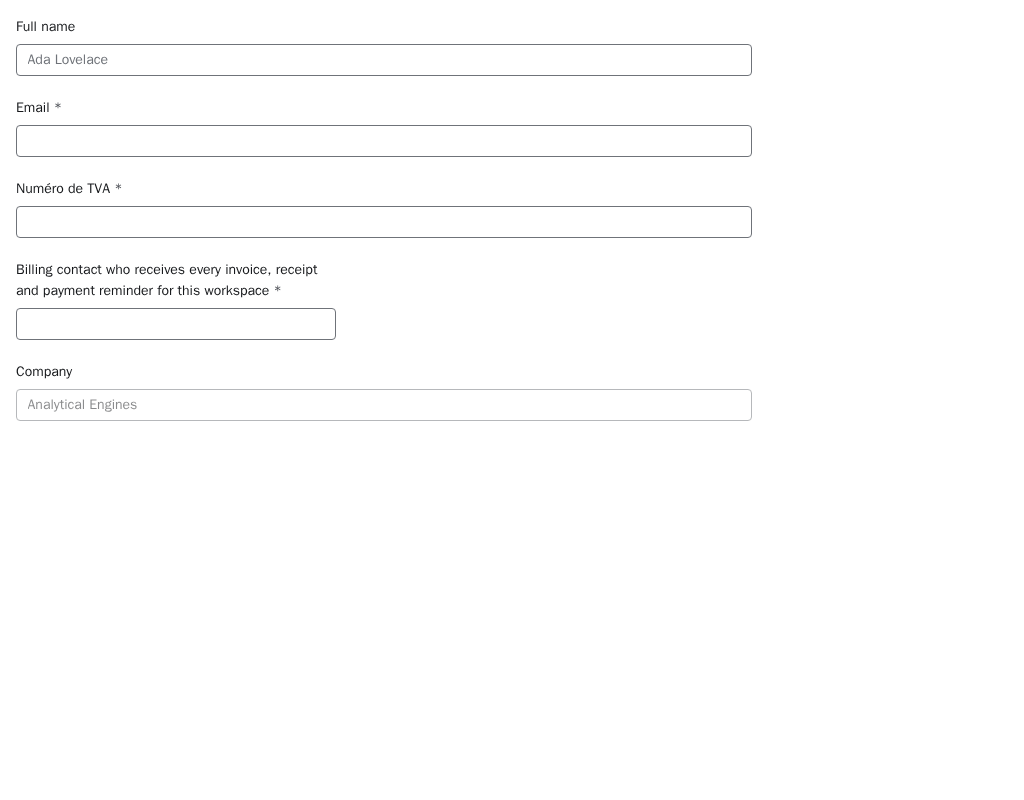 Full name
Ada Lovelace
Email *
Numéro de TVA *
Billing contact who receives every invoice, receipt
and payment reminder for this workspace *
Company
Analytical Engines